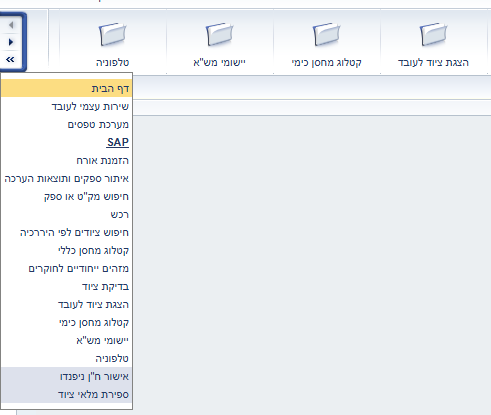 הצגת ציוד לעובד
קטלוג מחסן כימי
יישומי מש"א
טלפוניה
דף הבית
שירות עצמי לעובד
מערכת טפסים
SAP
הזמנת אורח
איתור ספקים ותוצאות הערכה
חיפוש מק"ט או ספק
רכש
חיפוש ציודים לפי היררכיה
קטלוג מחסן כללי
מזהים ייחודיים לחוקרים
בדיקת ציוד
הצגת ציוד לעובד
קטלוג מחסן כימי
יישומי מש"א
טלפוניה
אישור ח"ן ניפנדו
ספירת מלאי ציוד